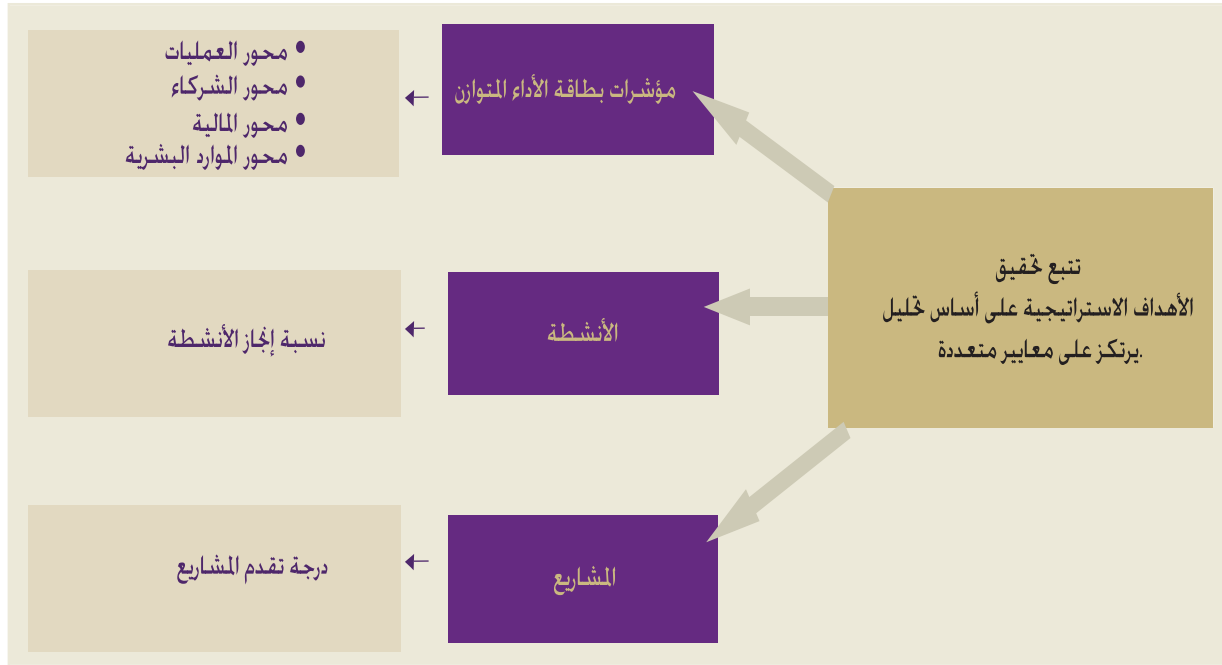 تتبع تحقيق
الأهداف الاستراتيجية على أساس تحليل
يرتكز على معايير متعددة.
مؤشرات بطاقة الأداء المتوازن
• محور العمليات
• محور الشركاء
• محور المالية
• محور الموارد البشرية
الأنشطة
نسبة إنجاز الأنشطة
المشاريع
درجة تقدم المشاريع